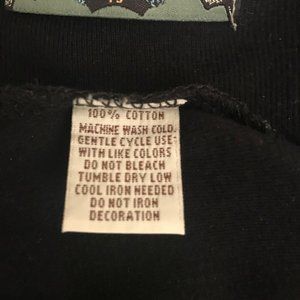 100% COTTON
MACHINE WASH COLD.
GENTLE CYCLE USE:
WITH LIKE COLORS
DO NOT BLEACH
TUMBLE DRY LOW
COOL IRON NEEDED
DO NOT IRON
DECORATION